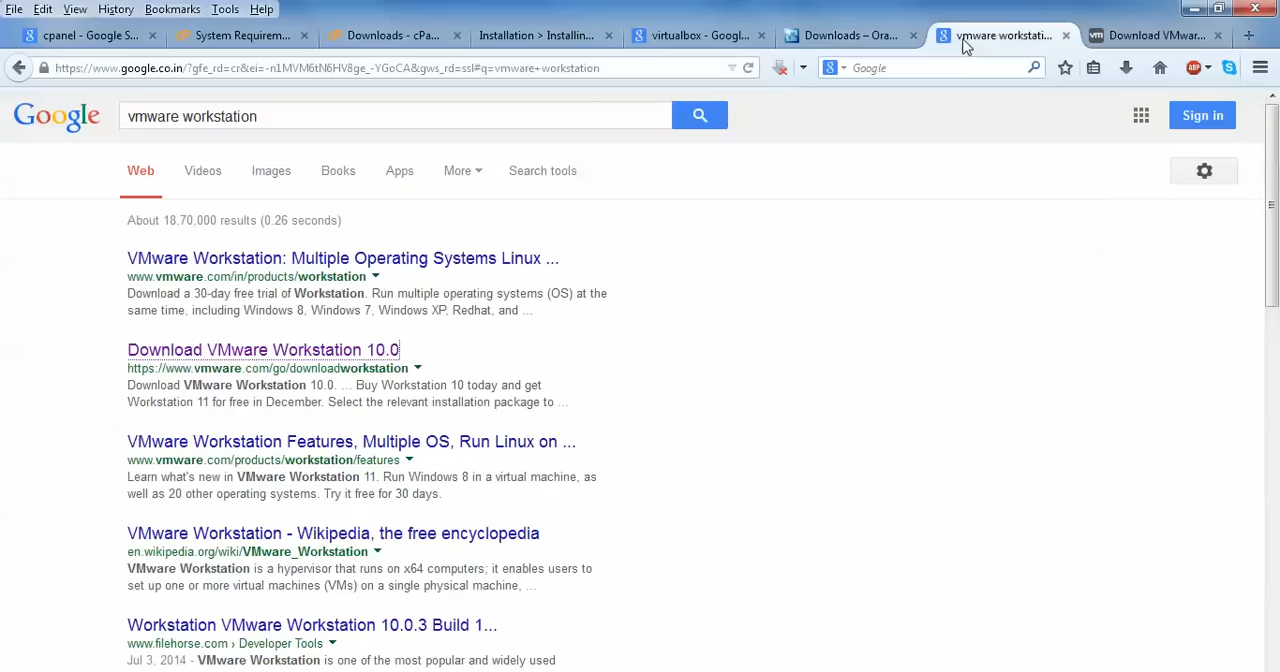 File Edit View History Bookmarks Tools Help
cpanel - Google S... System Requirem... Downloads - cPa... Installation > Installin... virtualbox - Googl... Downloads – Ora... vmware workstati... Download VMwar...
https://www.google.co.in/?gfe_rd=cr&ei=-n1MVM6tN6HV8ge_-YGoCA&gws_rd=ssl#q=vmware+workstation
Google
ABP
Google
vmware workstation
Sign in
Web Videos Images Books Apps More Search tools
About 18,70,000 results (0.26 seconds)
VMware Workstation: Multiple Operating Systems Linux ...
www.vmware.com/in/products/workstation
Download a 30-day free trial of Workstation. Run multiple operating systems (OS) at the
same time, including Windows 8, Windows 7, Windows XP, Redhat, and ...
Download VMware Workstation 10.0
https://www.vmware.com/go/downloadworkstation
Download VMware Workstation 10.0. ... Buy Workstation 10 today and get
Workstation 11 for free in December. Select the relevant installation package to ...
VMware Workstation Features, Multiple OS, Run Linux on ...
www.vmware.com/products/workstation/features
Learn what's new in VMware Workstation 11. Run Windows 8 in a virtual machine, as
well as 20 other operating systems. Try it free for 30 days.
VMware Workstation - Wikipedia, the free encyclopedia
en.wikipedia.org/wiki/VMware_Workstation
VMware Workstation is a hypervisor that runs on x64 computers; it enables users to
set up one or more virtual machines (VMs) on a single physical machine, ...
Workstation VMware Workstation 10.0.3 Build 1...
www.filehorse.com › Developer Tools
Jul 3, 2014 - VMware Workstation is one of the most popular and widely used